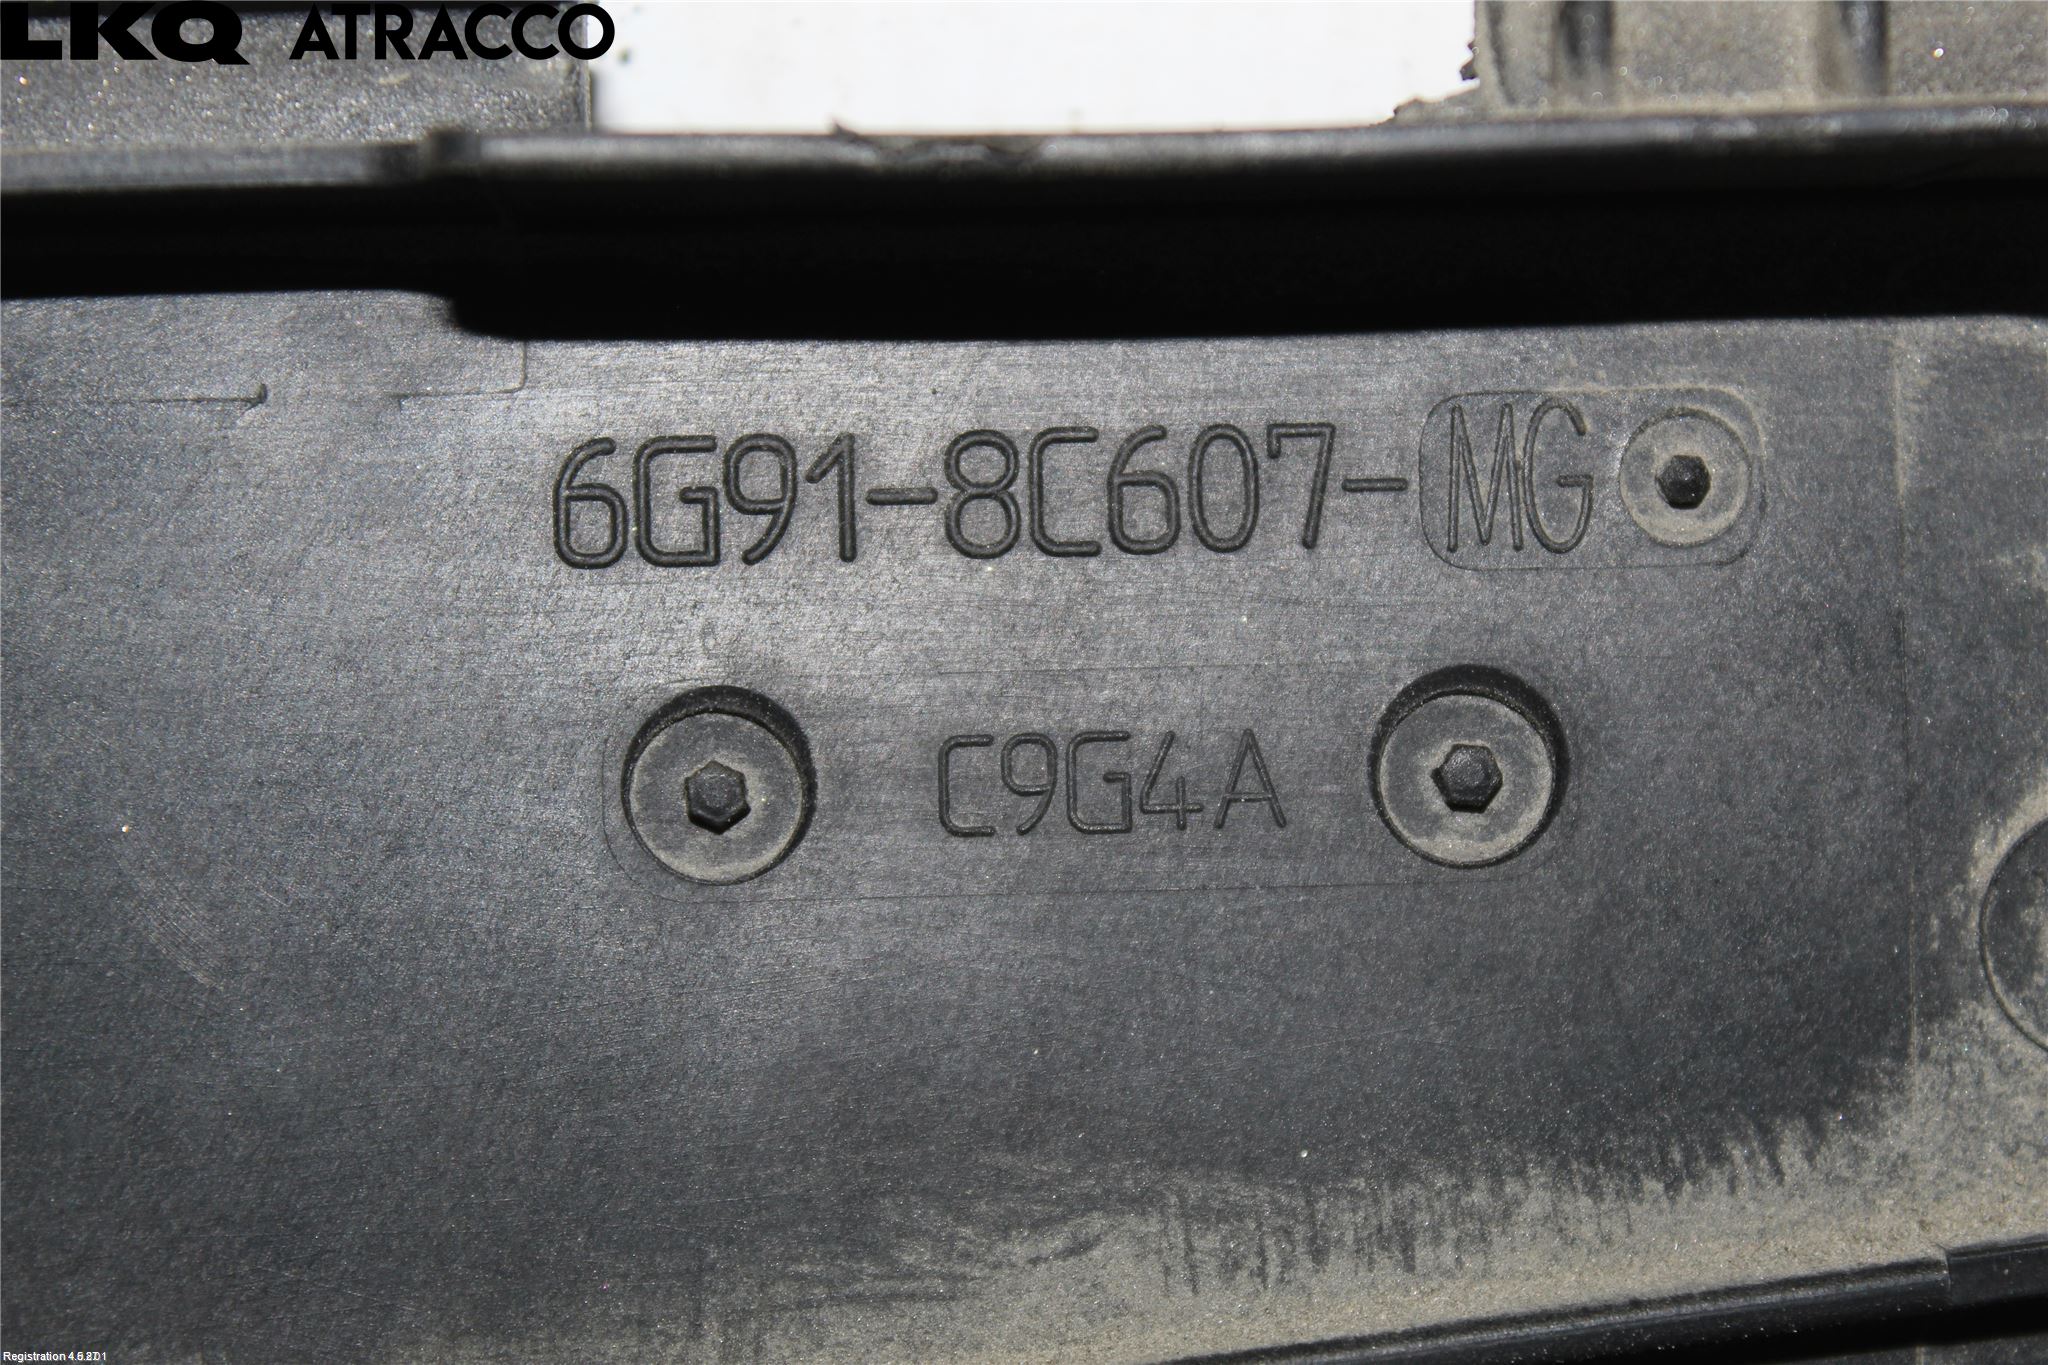 LKQ ATRACCO
6G91-8C607-MG
C9G4A